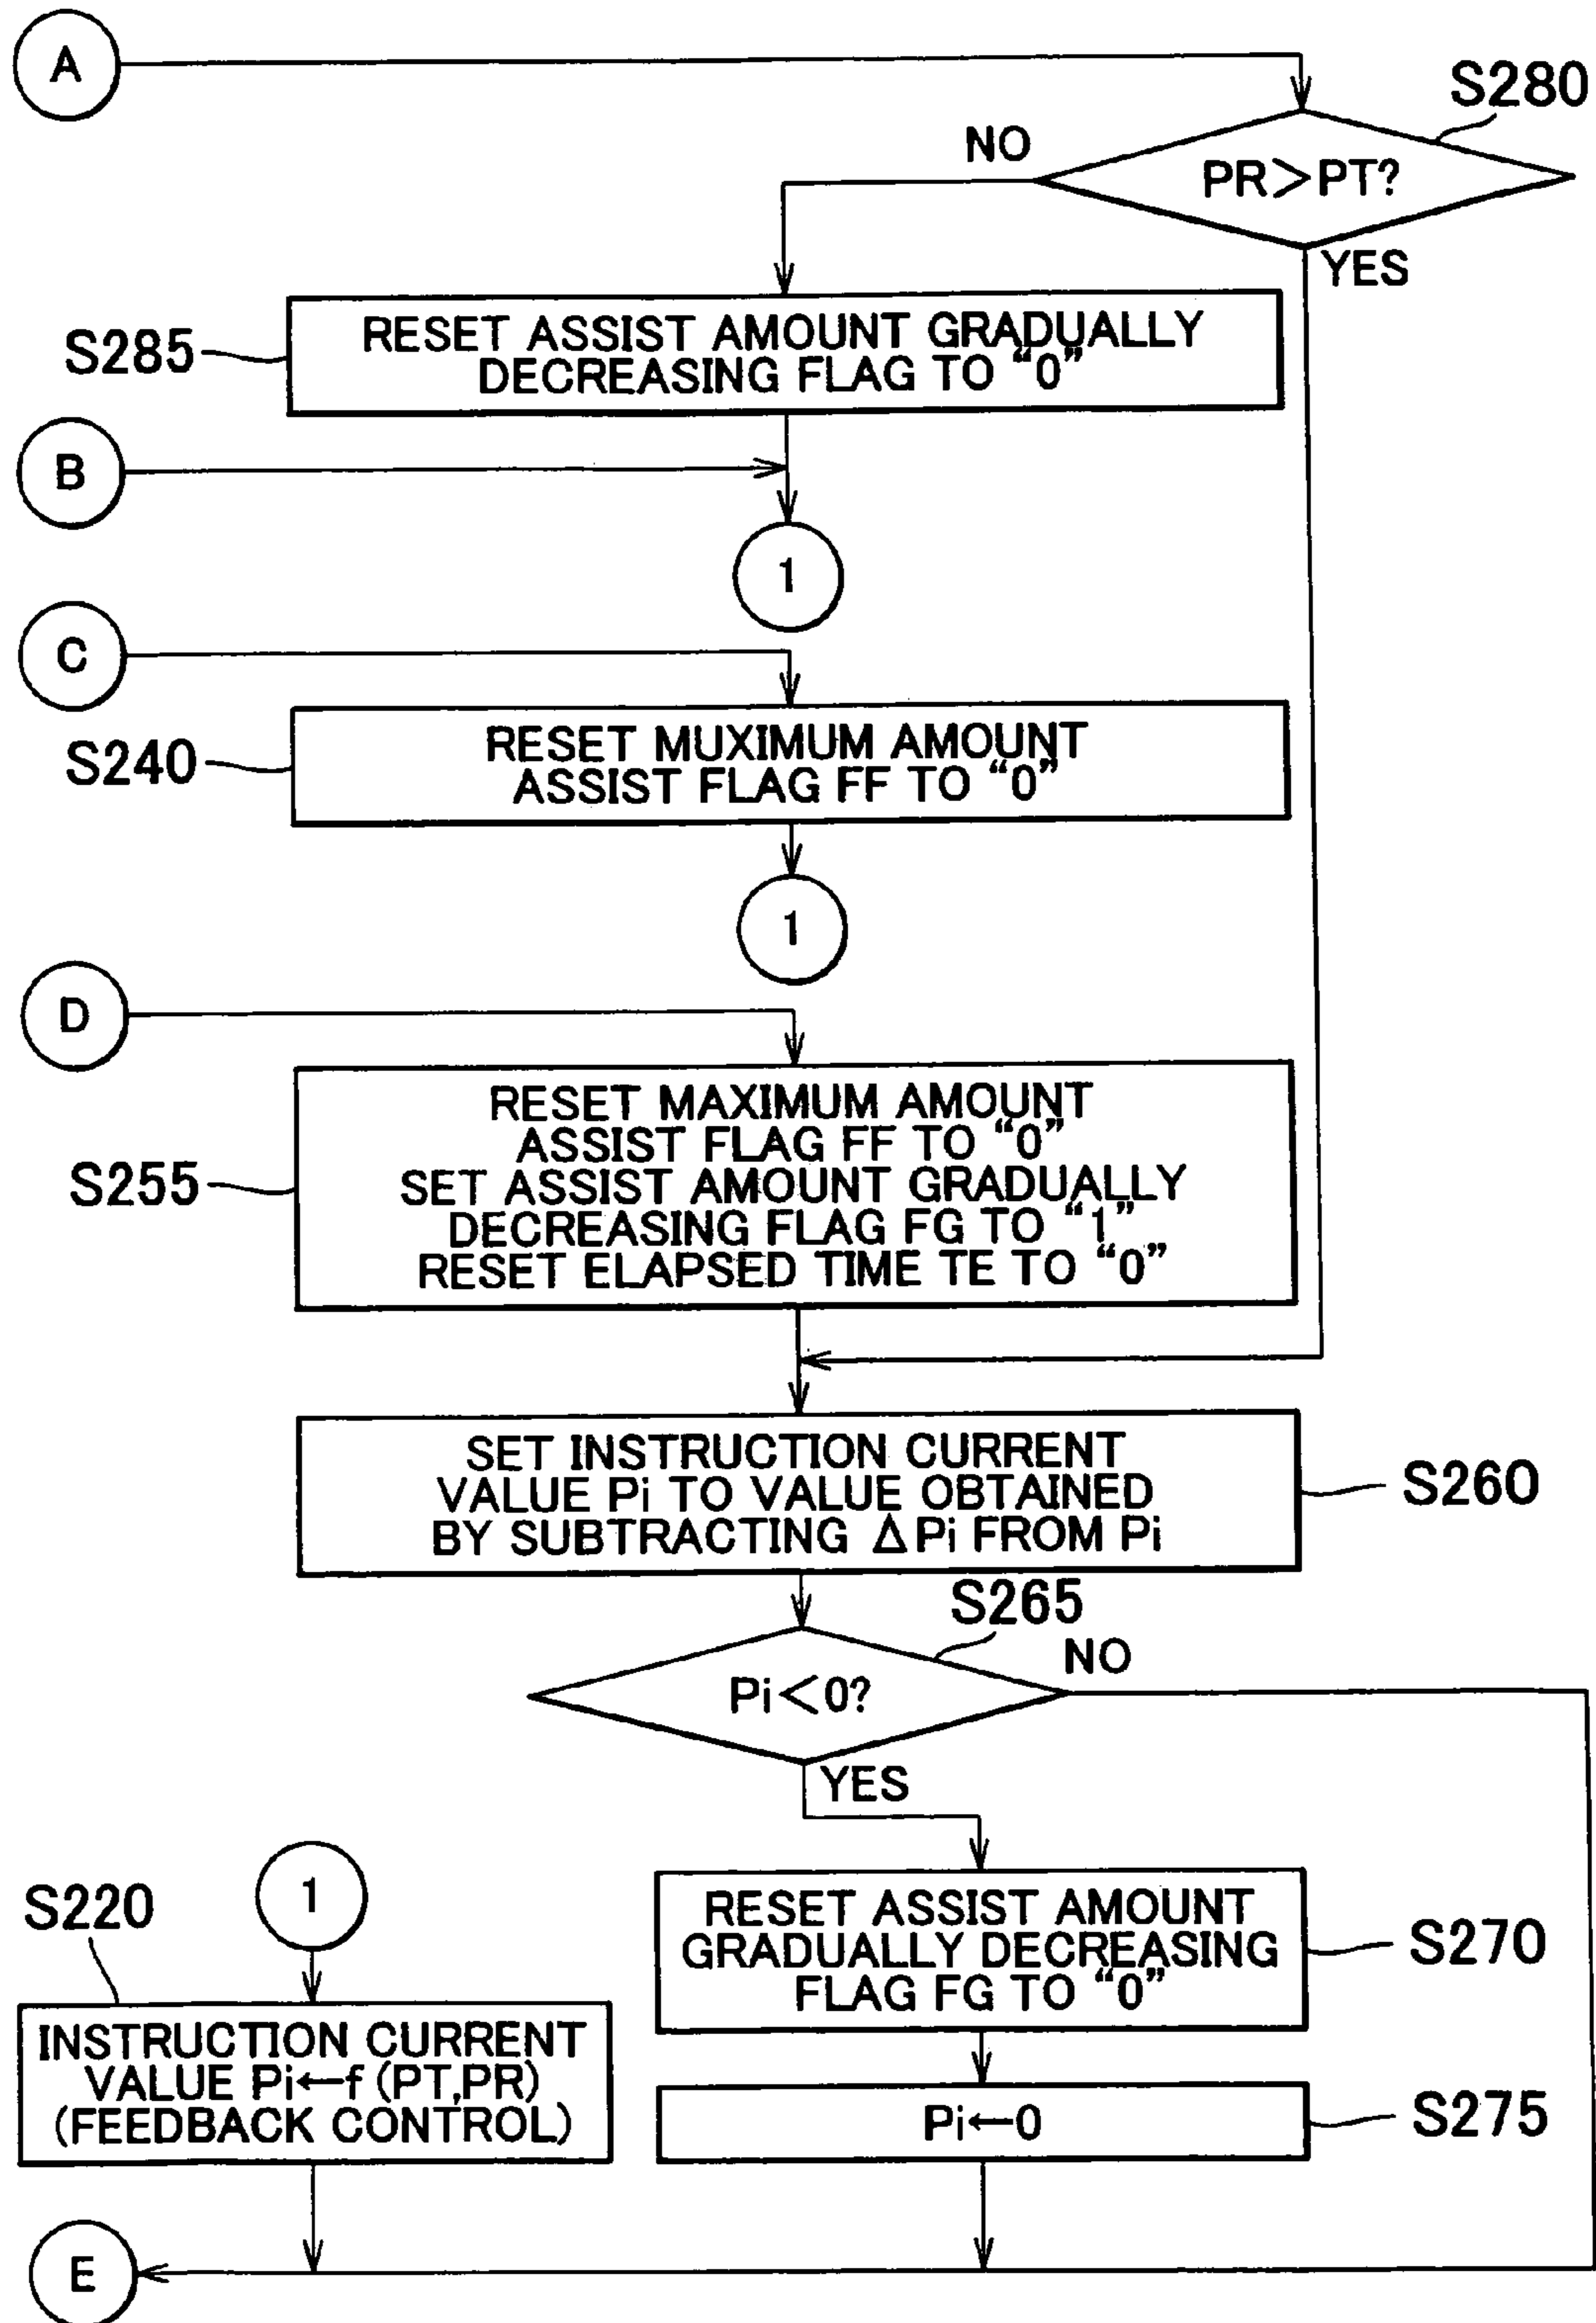 A
S280
NO
PR>PT?
YES
S285
RESET ASSIST AMOUNT GRADUALLY
DECREASING FLAG TO “0”
B
1
C
S240
RESET MUXIMUM AMOUNT
ASSIST FLAG FF TO “0”
1
D
S255
RESET MAXIMUM AMOUNT
ASSIST FLAG FF TO “0”
SET ASSIST AMOUNT GRADUALLY
DECREASING FLAG FG TO “1”
RESET ELAPSED TIME TE TO “0”
SET INSTRUCTION CURRENT
VALUE Pi TO VALUE OBTAINED
BY SUBTRACTING ΔPi FROM Pi
S260
S265
NO
Pi<0?
YES
1
S220
RESET ASSIST AMOUNT
GRADUALLY DECREASING
FLAG FG TO “0”
S270
INSTRUCTION CURRENT
VALUE Pi←f (PT,PR)
(FEEDBACK CONTROL)
Pi←0
S275
E